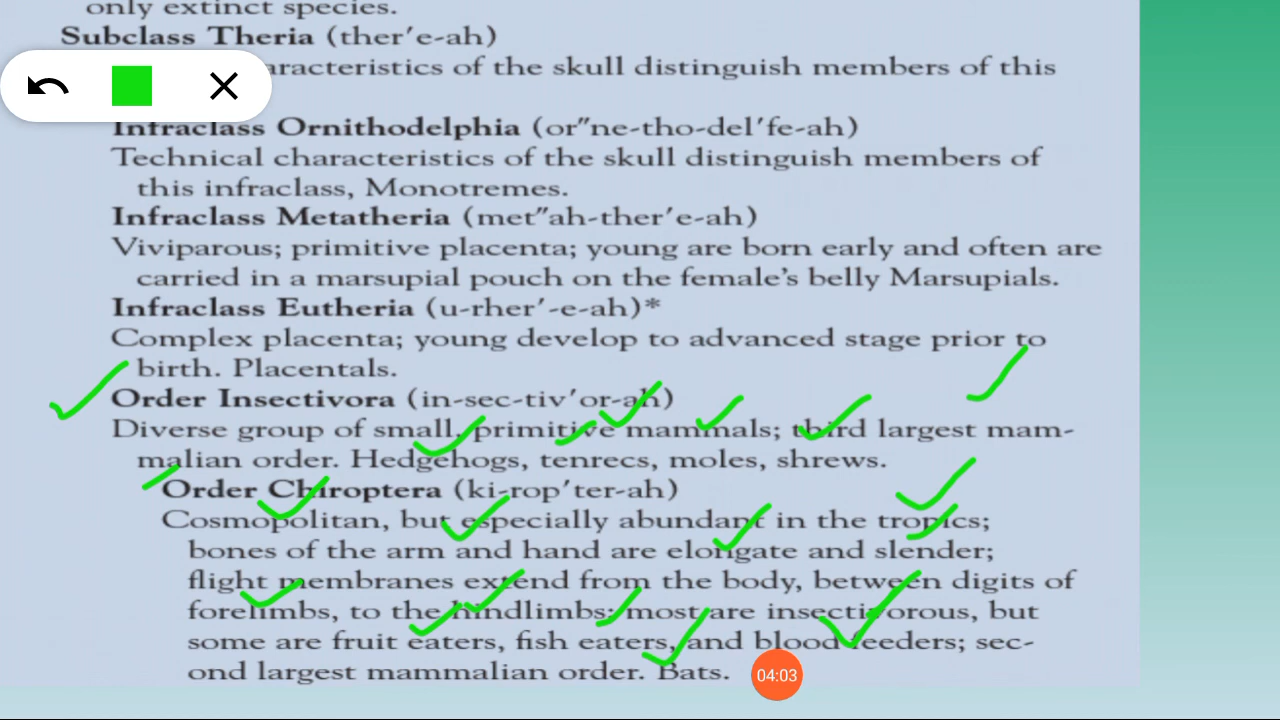 only extinct species.
Subclass Theria (ther′e-ah)
aracteristics of the skull distinguish members of this
Infraclass Ornithodelphia (or″ne-tho-del′fe-ah)
Technical characteristics of the skull distinguish members of
this infraclass, Monotremes.
Infraclass Metatheria (met″ah-ther′e-ah)
Viviparous; primitive placenta; young are born early and often are
carried in a marsupial pouch on the female’s belly Marsupials.
Infraclass Eutheria (u-rher′-e-ah)*
Complex placenta; young develop to advanced stage prior to
birth. Placentals.
Order Insectivora (in-sec-tiv′or-ah)
Diverse group of small, primitive mammals; third largest mam-
malian order. Hedgehogs, tenrecs, moles, shrews.
Order Chiroptera (ki-rop′ter-ah)
Cosmopolitan, but especially abundant in the tropics;
bones of the arm and hand are elongate and slender;
flight membranes extend from the body, between digits of
forelimbs, to the hindlimbs; most are insectivorous, but
some are fruit eaters, fish eaters, and blood feeders; sec-
ond largest mammalian order. Bats.
04:03